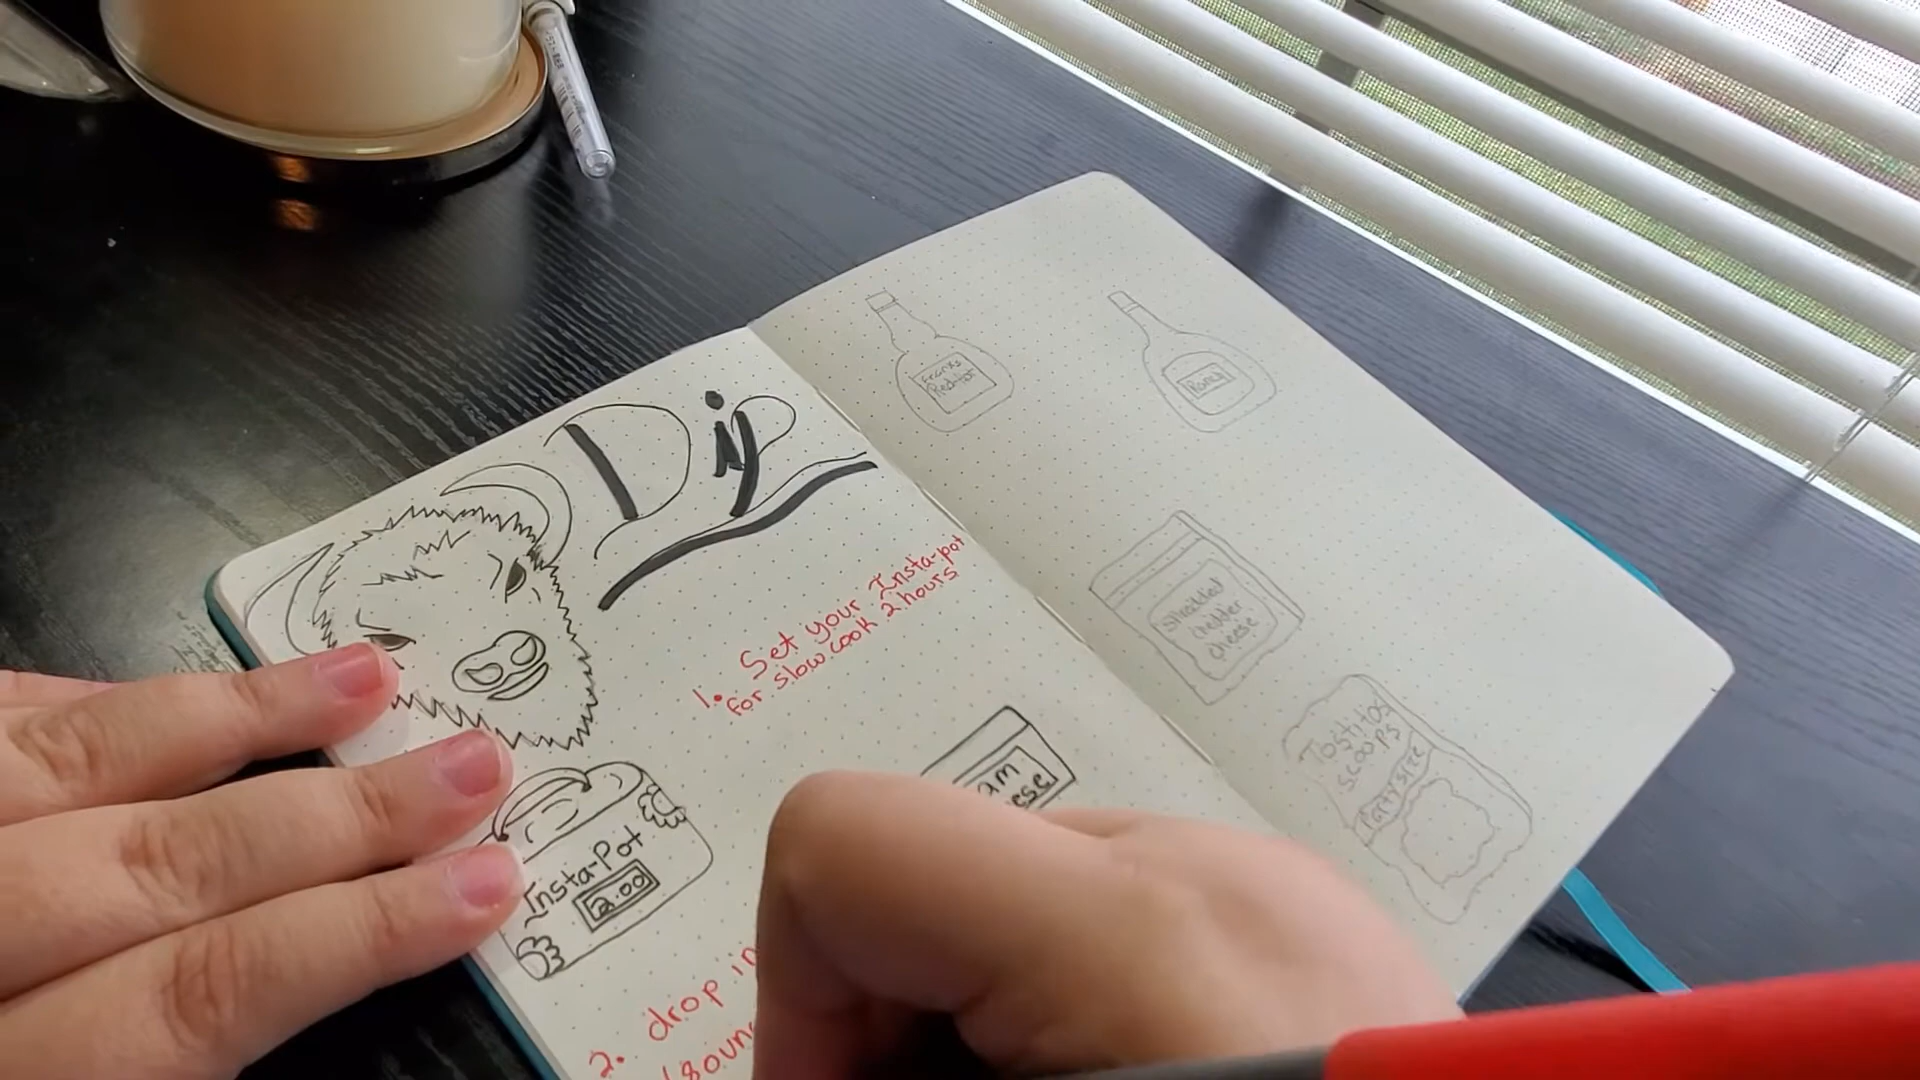 Dip
1. Set your Insta-pot
for slow cook 2 hours
Insta-Pot
2:00
2. drop in
Franks
RedHot
Ranch
Shredded
cheddar
cheese
Tostitos
scoops
Party size